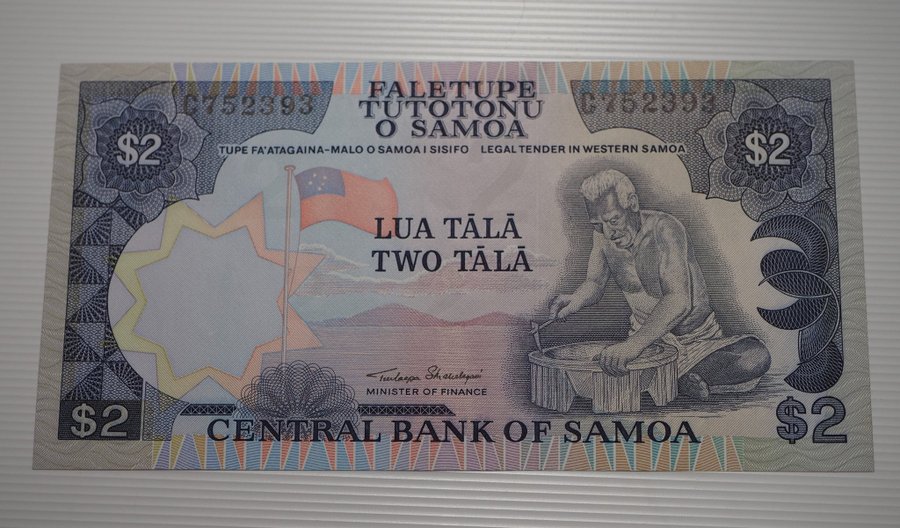 FALETUPE
TUTOTONU
O SAMOA
C752393
C752393
$2
$2
TUPE FA'ATAGAINA-MALO O SAMOA I SISIFO LEGAL TENDER IN WESTERN SAMOA
LUA TĀLĀ
TWO TĀLĀ
MINISTER OF FINANCE
$2
$2
CENTRAL BANK OF SAMOA